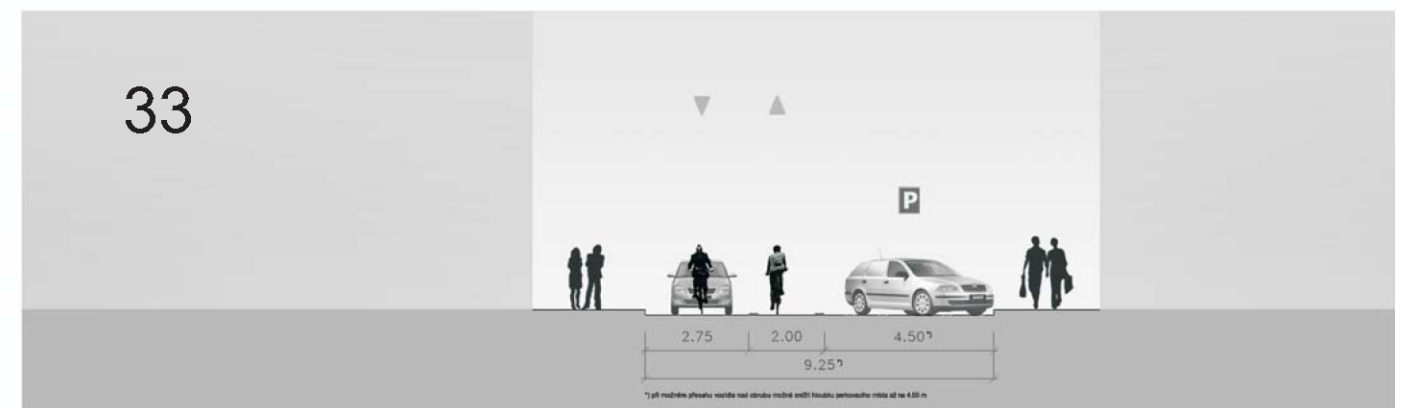 33
P
2.75 2.00 4.50*)
9.25*)
*) při možném přesahu vozidla nad obrubu možné snížit hloubku parkovacího místa až na 4.00 m